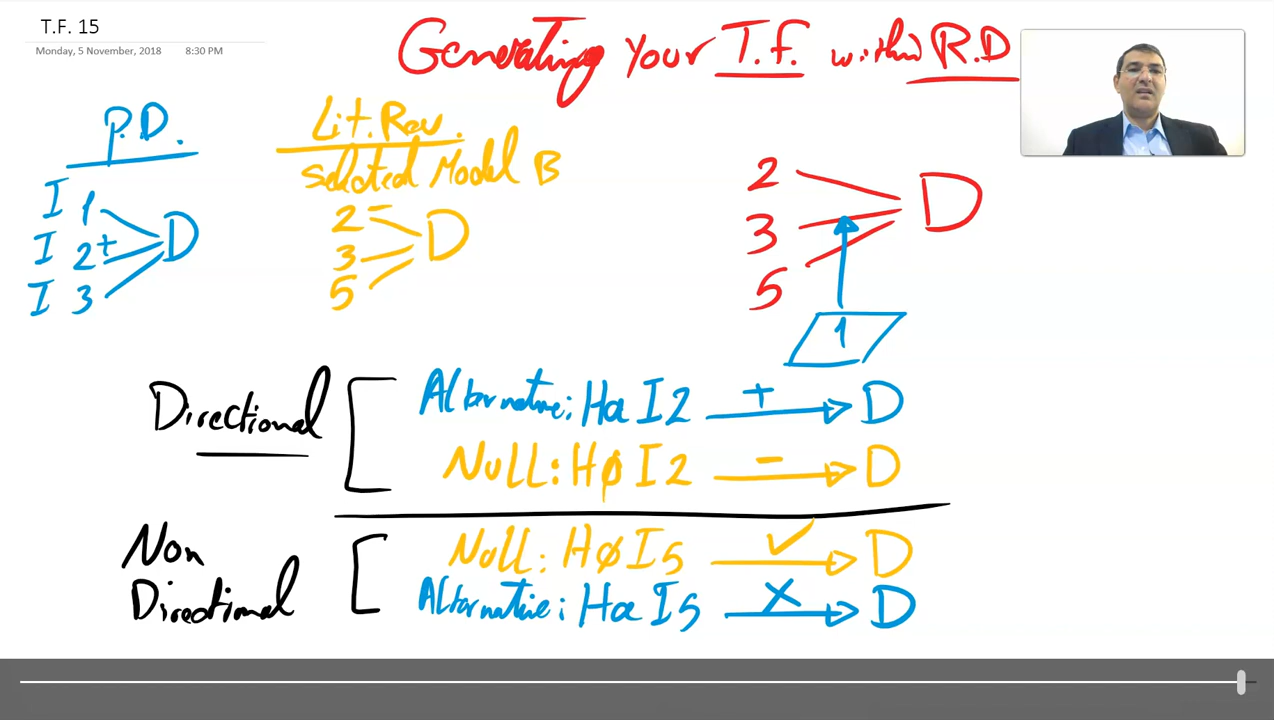 T.F. 15
Monday, 5 November, 2018 8:30 PM
Generating your T.F. within R.D
P.D.
I 1
I 2 +
I 3
D
Lit. Rev.
selected Model B
2 -
3
5
D
2
3
5
D
1
Directional
Alternative: Ha I2 + D
Null: HØ I2 - D
Non
Directional
Null: HØ I5 ✓ D
Alternative: Ha I5 X D